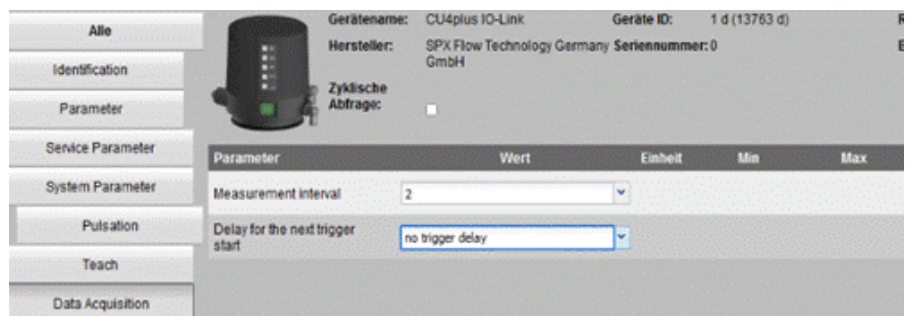 Alle
Identification
Parameter
Service Parameter
System Parameter
Pulsation
Teach
Data Acquisition
Gerätename: CU4plus IO-Link Geräte ID: 1 d (13763 d)
Hersteller: SPX Flow Technology Germany GmbH Seriennummer: 0
Zyklische Abfrage:
Parameter Wert Einheit Min Max
Measurement interval 2
Delay for the next trigger start no trigger delay